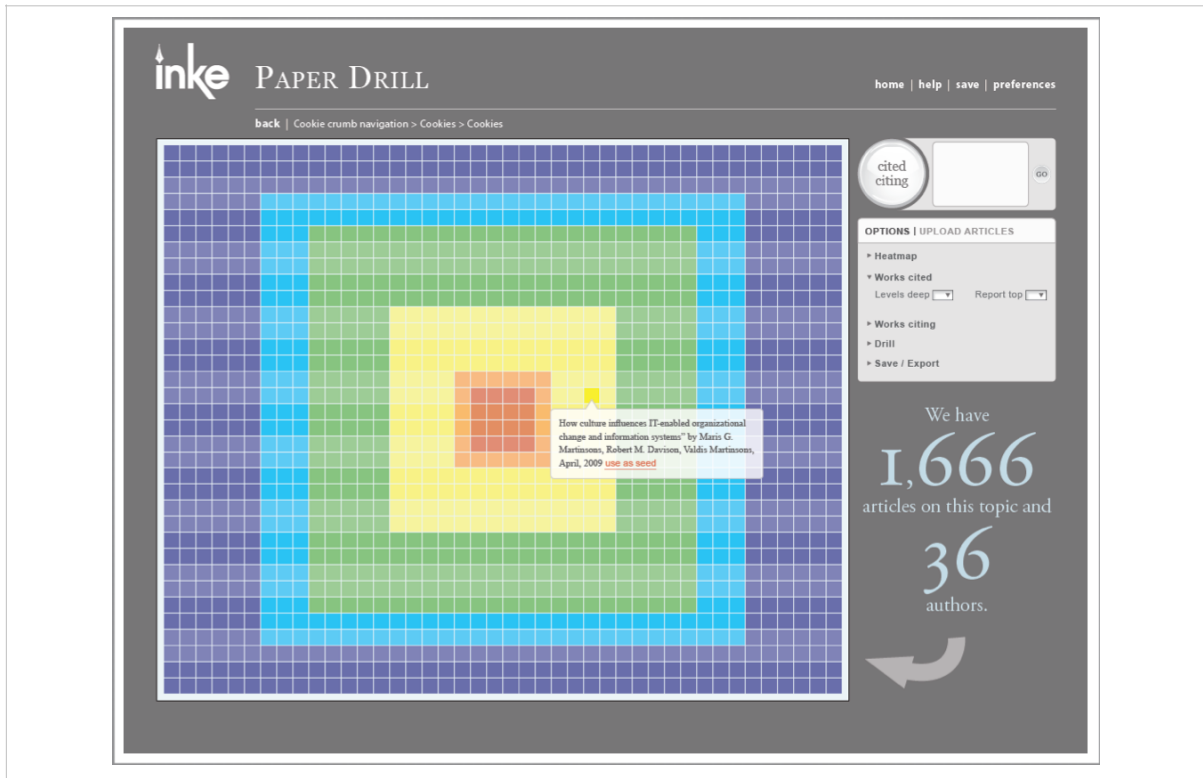 inke PAPER DRILL
home | help | save | preferences
back | Cookie crumb navigation > Cookies > Cookies
cited
citing
GO
OPTIONS | UPLOAD ARTICLES
Heatmap
Works cited
Levels deep Report top
Works citing
Drill
Save / Export
How culture influences IT-enabled organizational
change and information systems" by Maris G.
Martinsons, Robert M. Davison, Valdis Martinsons,
April, 2009 use as seed
We have
1,666
articles on this topic and
36
authors.